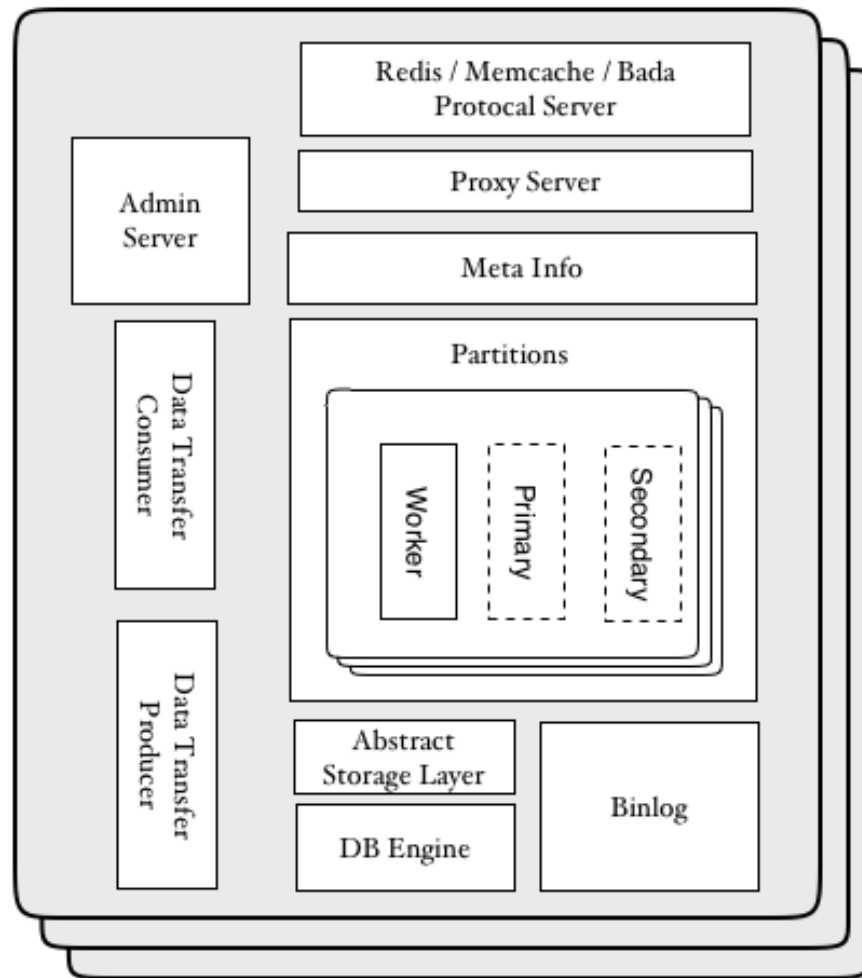 Redis / Memcache / Bada
Protocal Server
Proxy Server
Admin
Server
Meta Info
Partitions
Data Transfer
Consumer
Worker
Primary
Secondary
Data Transfer
Producer
Abstract
Storage Layer
DB Engine
Binlog